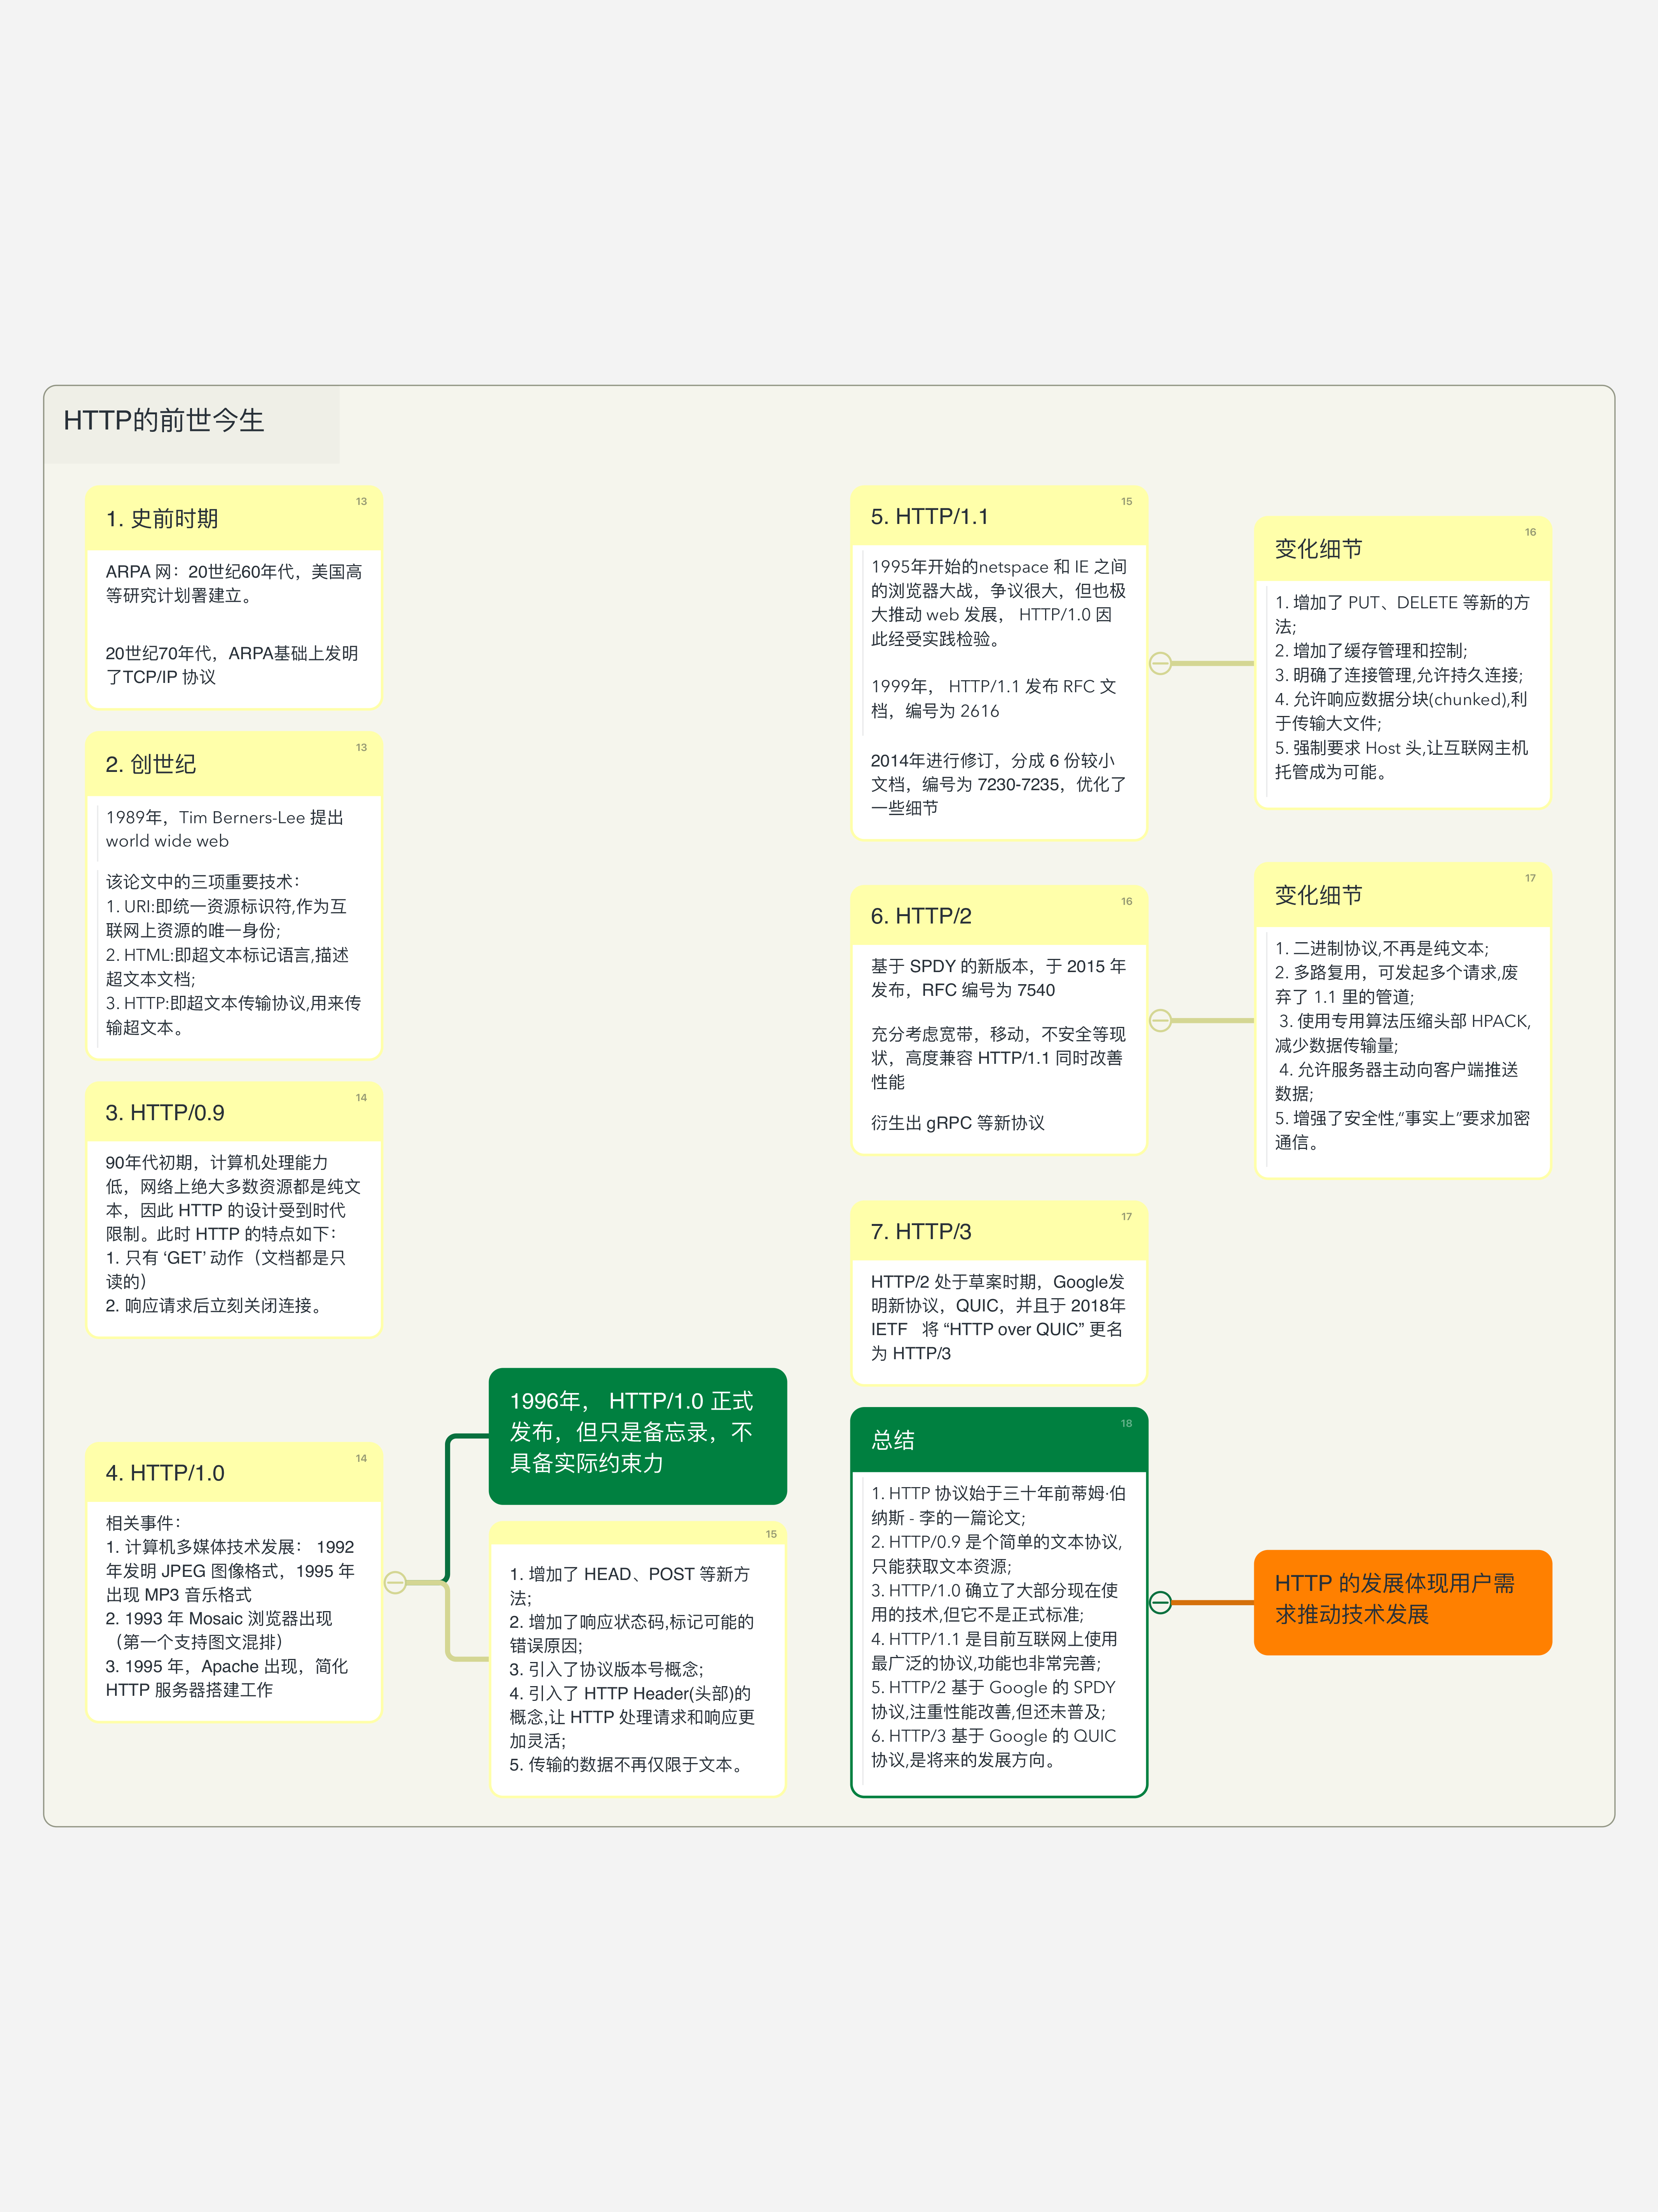 HTTP的前世今生
13
1. 史前时期
ARPA 网：20世纪60年代，美国高
等研究计划署建立。
20世纪70年代，ARPA基础上发明
了TCP/IP 协议
13
2. 创世纪
1989年，Tim Berners-Lee 提出
world wide web
该论文中的三项重要技术：
1. URI:即统一资源标识符,作为互
联网上资源的唯一身份;
2. HTML:即超文本标记语言,描述
超文本文档;
3. HTTP:即超文本传输协议,用来传
输超文本。
14
3. HTTP/0.9
90年代初期，计算机处理能力
低，网络上绝大多数资源都是纯文
本，因此 HTTP 的设计受到时代
限制。此时 HTTP 的特点如下：
1. 只有 ‘GET’ 动作（文档都是只
读的）
2. 响应请求后立刻关闭连接。
14
4. HTTP/1.0
相关事件：
1. 计算机多媒体技术发展： 1992
年发明 JPEG 图像格式，1995 年
出现 MP3 音乐格式
2. 1993 年 Mosaic 浏览器出现
（第一个支持图文混排）
3. 1995 年，Apache 出现，简化
HTTP 服务器搭建工作
1996年， HTTP/1.0 正式
发布，但只是备忘录，不
具备实际约束力
15
1. 增加了 HEAD、POST 等新方
法;
2. 增加了响应状态码,标记可能的
错误原因;
3. 引入了协议版本号概念;
4. 引入了 HTTP Header(头部)的
概念,让 HTTP 处理请求和响应更
加灵活;
5. 传输的数据不再仅限于文本。
15
5. HTTP/1.1
1995年开始的netspace 和 IE 之间
的浏览器大战，争议很大，但也极
大推动 web 发展， HTTP/1.0 因
此经受实践检验。
1999年， HTTP/1.1 发布 RFC 文
档，编号为 2616
2014年进行修订，分成 6 份较小
文档，编号为 7230-7235，优化了
一些细节
16
变化细节
1. 增加了 PUT、DELETE 等新的方
法;
2. 增加了缓存管理和控制;
3. 明确了连接管理,允许持久连接;
4. 允许响应数据分块(chunked),利
于传输大文件;
5. 强制要求 Host 头,让互联网主机
托管成为可能。
16
6. HTTP/2
基于 SPDY 的新版本，于 2015 年
发布，RFC 编号为 7540
充分考虑宽带，移动，不安全等现
状，高度兼容 HTTP/1.1 同时改善
性能
衍生出 gRPC 等新协议
17
变化细节
1. 二进制协议,不再是纯文本;
2. 多路复用，可发起多个请求,废
弃了 1.1 里的管道;
3. 使用专用算法压缩头部 HPACK,
减少数据传输量;
4. 允许服务器主动向客户端推送
数据;
5. 增强了安全性,“事实上”要求加密
通信。
17
7. HTTP/3
HTTP/2 处于草案时期，Google发
明新协议，QUIC，并且于 2018年
IETF 将 “HTTP over QUIC” 更名
为 HTTP/3
18
总结
1. HTTP 协议始于三十年前蒂姆·伯
纳斯 - 李的一篇论文;
2. HTTP/0.9 是个简单的文本协议,
只能获取文本资源;
3. HTTP/1.0 确立了大部分现在使
用的技术,但它不是正式标准;
4. HTTP/1.1 是目前互联网上使用
最广泛的协议,功能也非常完善;
5. HTTP/2 基于 Google 的 SPDY
协议,注重性能改善,但还未普及;
6. HTTP/3 基于 Google 的 QUIC
协议,是将来的发展方向。
HTTP 的发展体现用户需
求推动技术发展